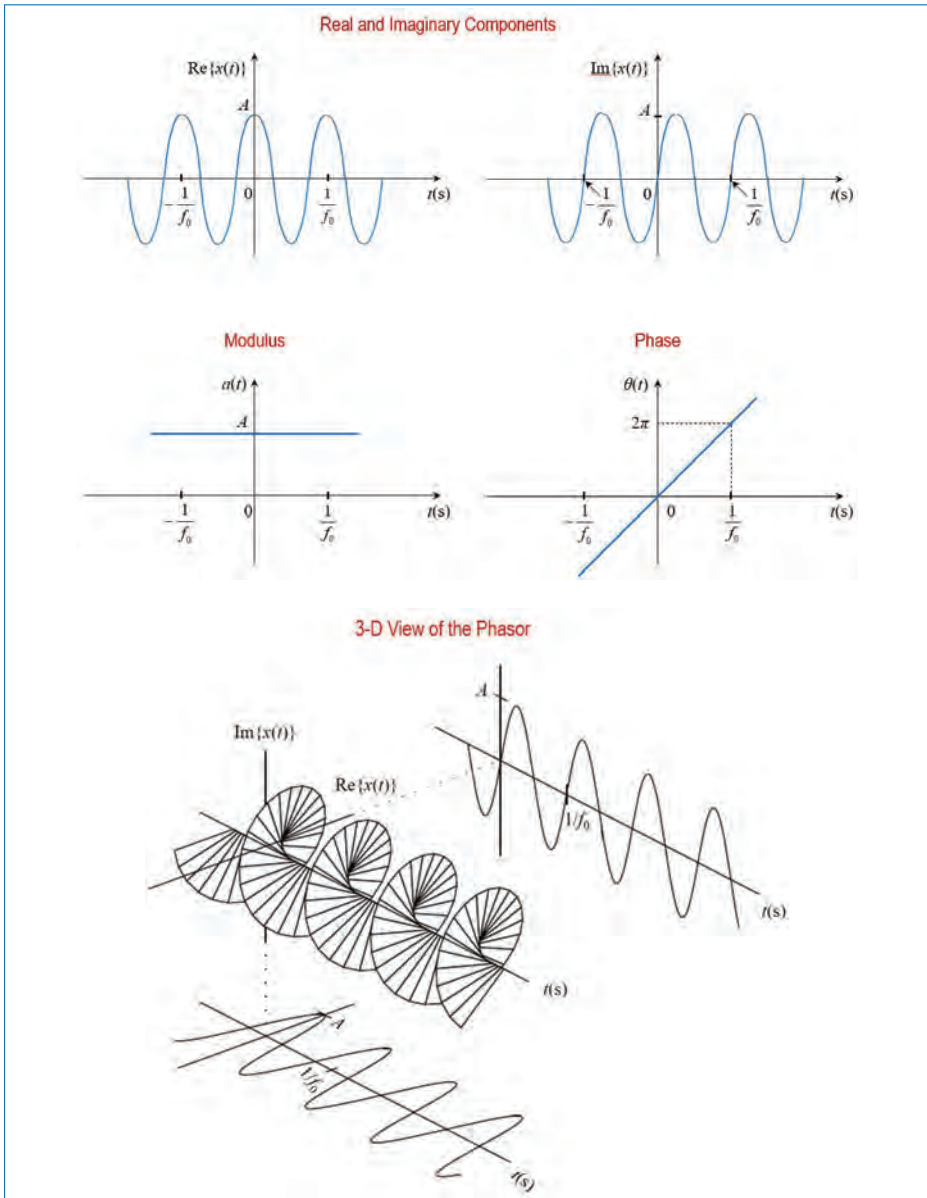 Real and Imaginary Components
Re{x(t)}
A
-1/f₀
0
1/f₀
t(s)
Im{x(t)}
A
-1/f₀
0
1/f₀
t(s)
Modulus
a(t)
A
-1/f₀
0
1/f₀
t(s)
Phase
θ(t)
2π
-1/f₀
0
1/f₀
t(s)
3-D View of the Phasor
Im{x(t)}
Re{x(t)}
t(s)
A
1/f₀
t(s)
A
1/f₀
t(s)